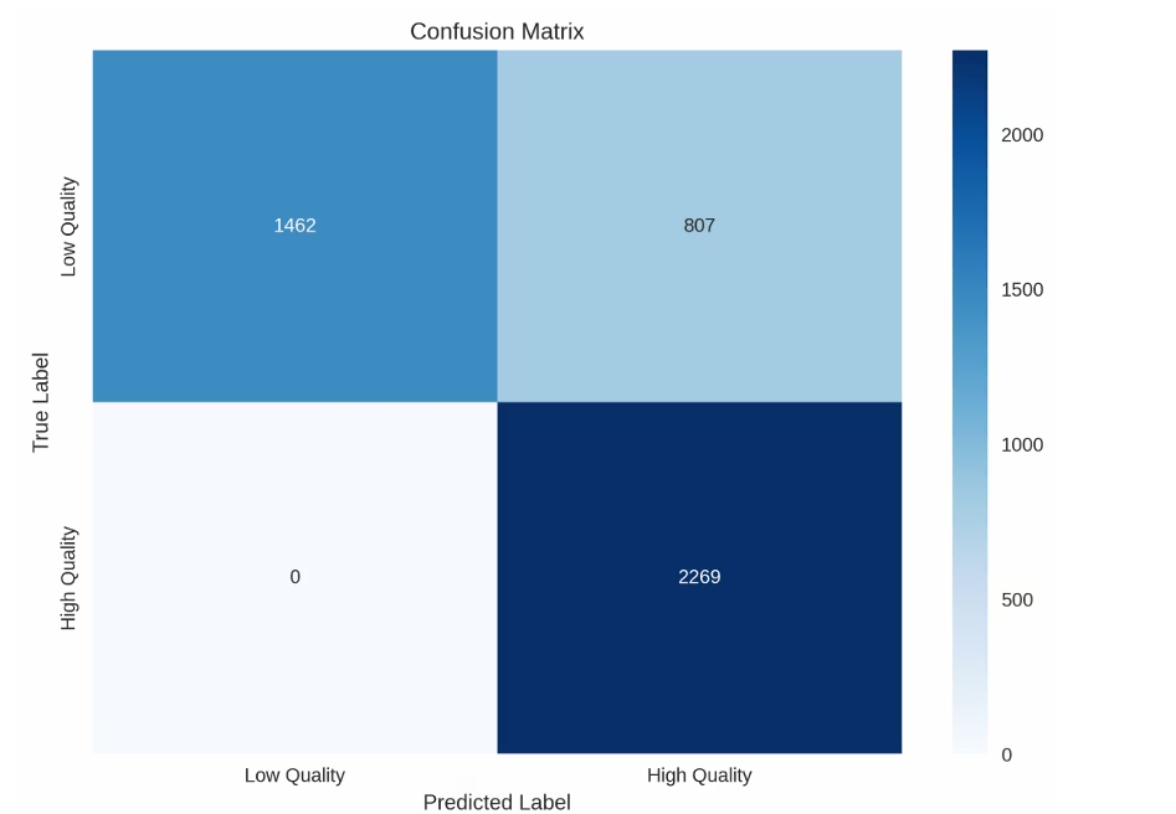 Confusion Matrix
Low Quality
High Quality
True Label
1462
807
0
2269
Low Quality
High Quality
Predicted Label
2000
1500
1000
500
0